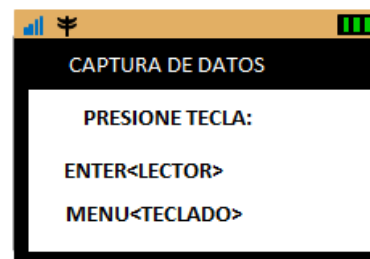 CAPTURA DE DATOS
PRESIONE TECLA:
ENTER<LECTOR>
MENU<TECLADO>